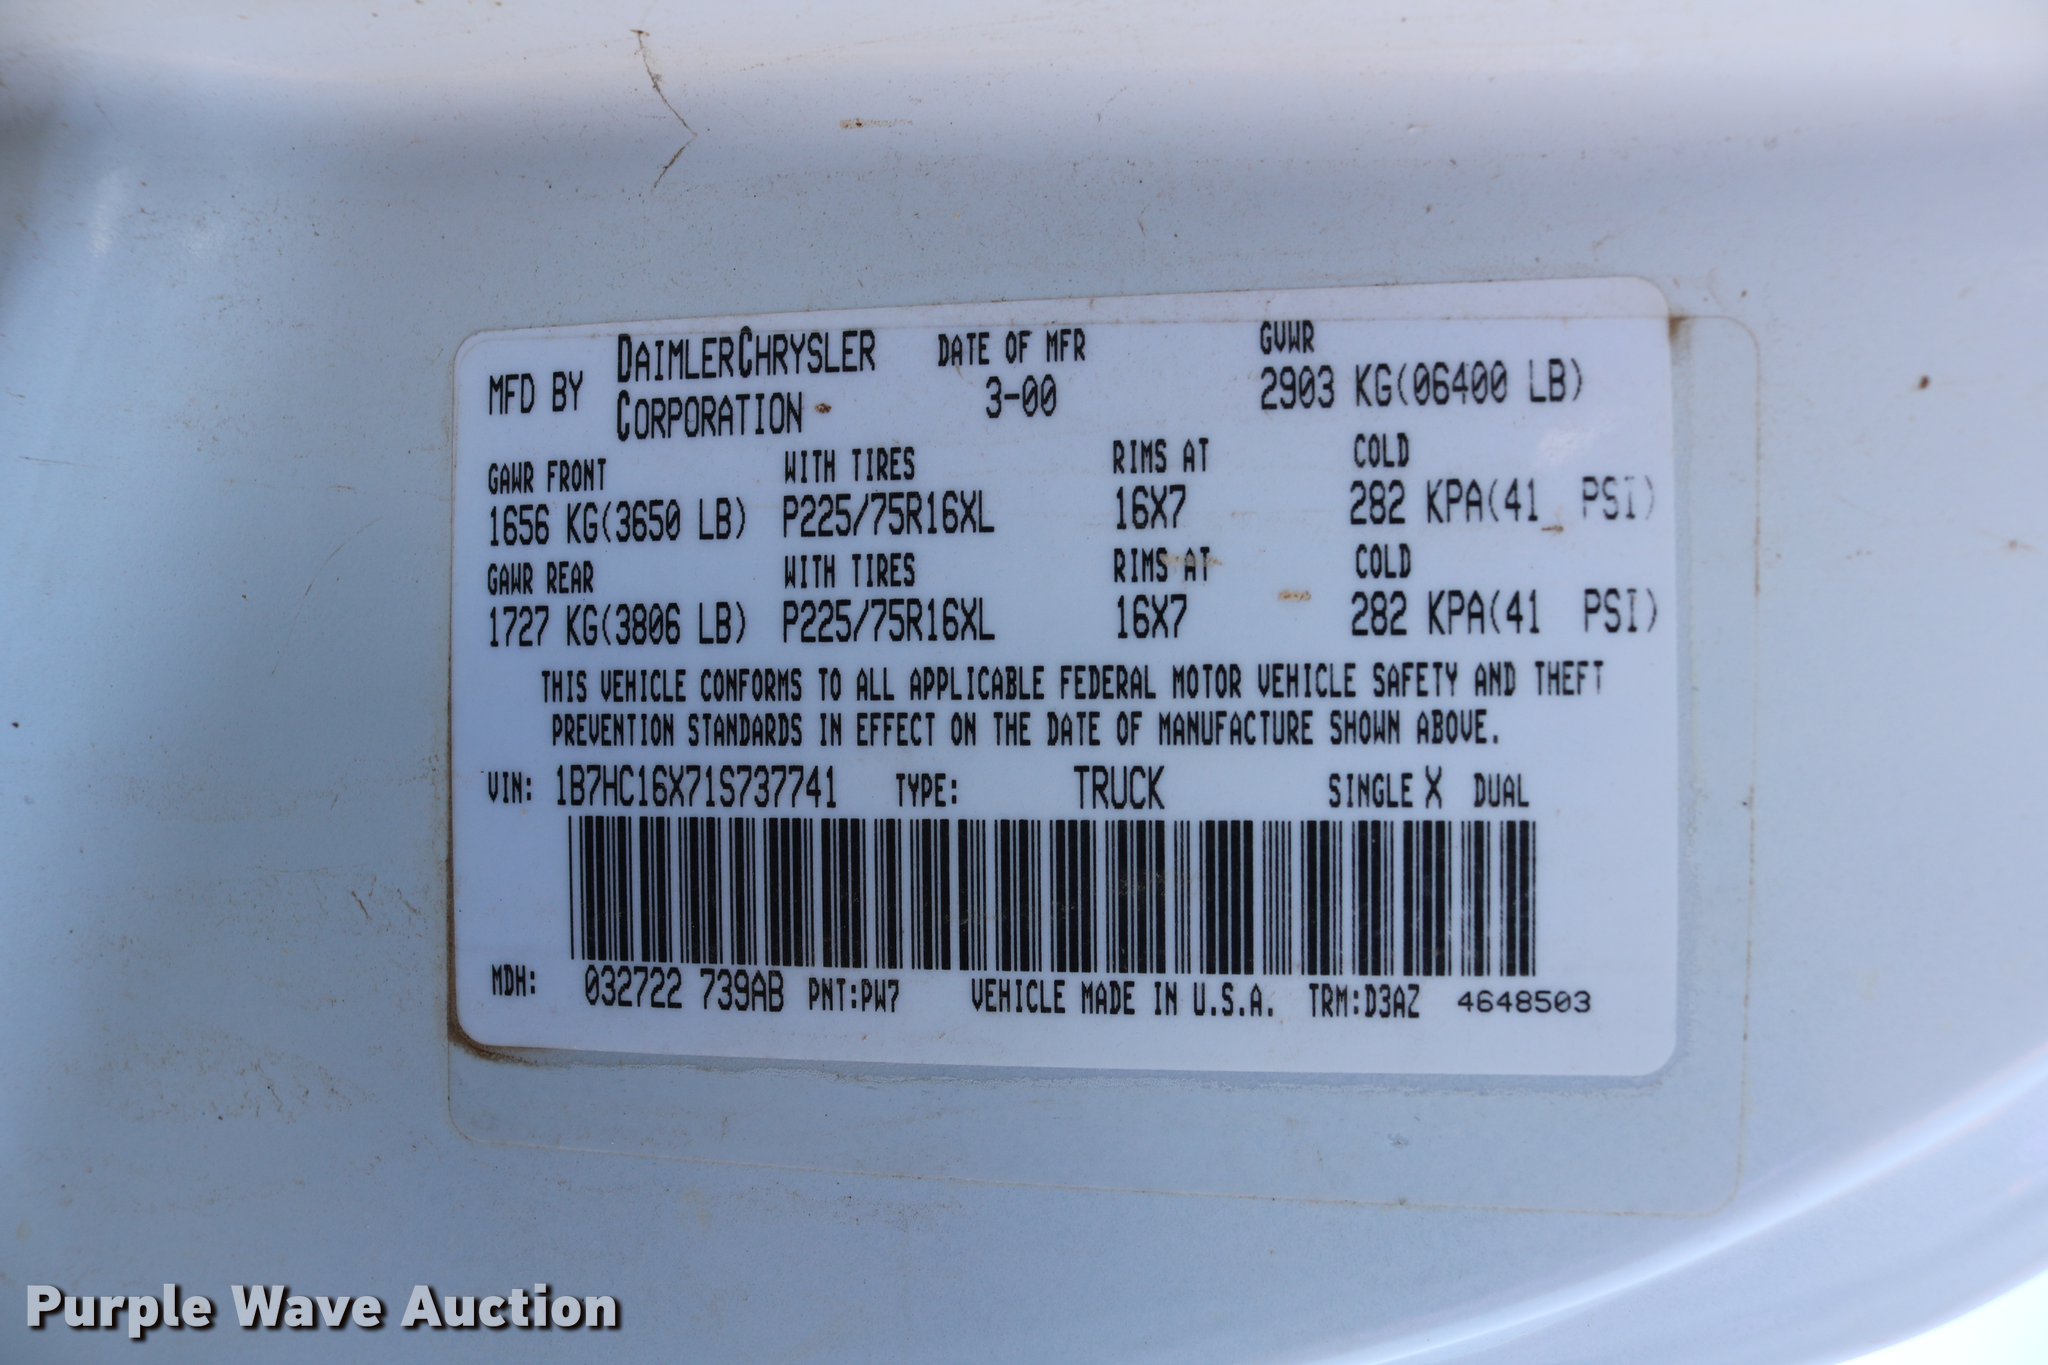 MFD BY DAIMLERCHRYSLER CORPORATION DATE OF MFR 3-00 GVWR 2903 KG(06400 LB)
GAWR FRONT WITH TIRES RIMS AT COLD
1656 KG(3650 LB) P225/75R16XL 16X7 282 KPA(41 PSI)
GAWR REAR WITH TIRES RIMS AT COLD
1727 KG(3806 LB) P225/75R16XL 16X7 282 KPA(41 PSI)
THIS VEHICLE CONFORMS TO ALL APPLICABLE FEDERAL MOTOR VEHICLE SAFETY AND THEFT
PREVENTION STANDARDS IN EFFECT ON THE DATE OF MANUFACTURE SHOWN ABOVE.
VIN: 1B7HC16X71S737741 TYPE: TRUCK SINGLE X DUAL
MDH: 032722 739AB PNT:PW7 VEHICLE MADE IN U.S.A. TRM:D3AZ 4648503
Purple Wave Auction